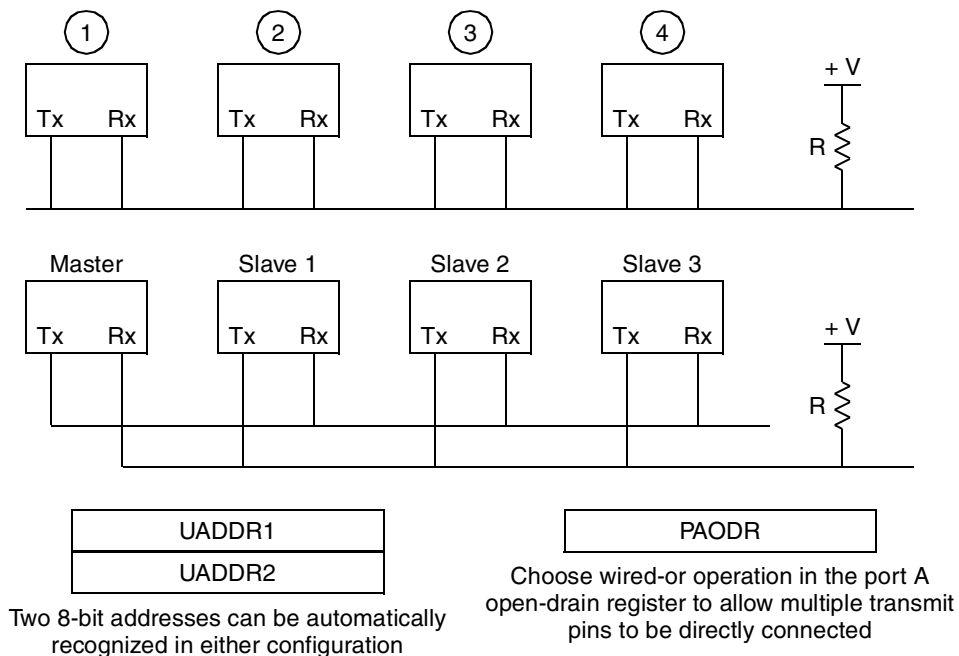 1 2 3 4
+ V
Tx Rx Tx Rx Tx Rx Tx Rx
R
Master Slave 1 Slave 2 Slave 3
+ V
Tx Rx Tx Rx Tx Rx Tx Rx
R
UADDR1
UADDR2
Two 8-bit addresses can be automatically
recognized in either configuration
PAODR
Choose wired-or operation in the port A
open-drain register to allow multiple transmit
pins to be directly connected